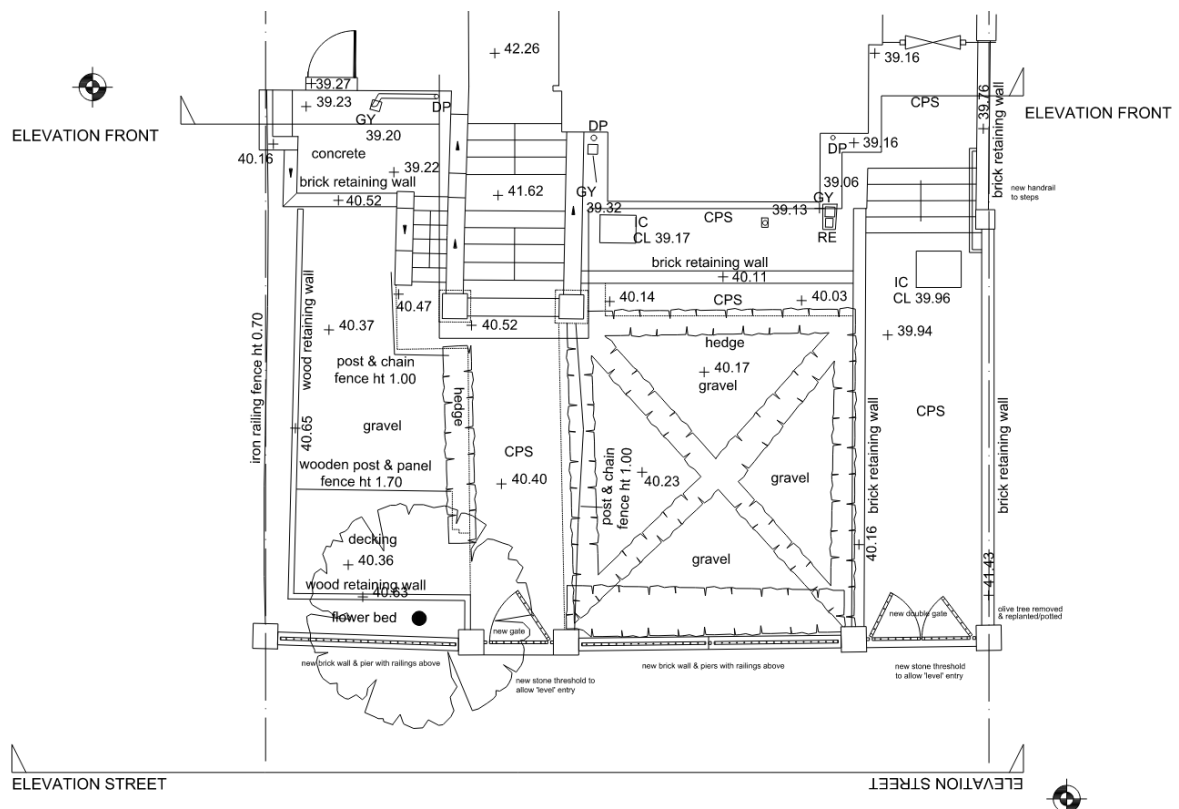 42.26
39.16
39.27
39.23
DP
GY
39.20
40.16
concrete
39.22
brick retaining wall
40.52
ELEVATION FRONT
CPS
39.76
brick retaining wall
ELEVATION FRONT
DP
DP
39.16
41.62
GY
39.32
39.06
GY
new handrail
to steps
CPS
39.13
IC
CL 39.17
RE
brick retaining wall
40.11
IC
CL 39.96
40.47
40.14
CPS
40.03
40.52
39.94
iron railing fence ht 0.70
wood retaining wall
40.37
post & chain
fence ht 1.00
hedge
hedge
40.17
gravel
40.65
gravel
CPS
brick retaining wall
CPS
brick retaining wall
wooden post & panel
fence ht 1.70
CPS
40.40
post & chain
fence ht 1.00
40.23
gravel
decking
40.36
gravel
40.16
wood retaining wall
40.63
flower bed
41.43
new gate
new double gate
olive tree removed
& replanted/potted
new brick wall & pier with railings above
new stone threshold to
allow 'level' entry
new brick wall & piers with railings above
new stone threshold
to allow 'level' entry
ELEVATION STREET
ELEVATION STREET